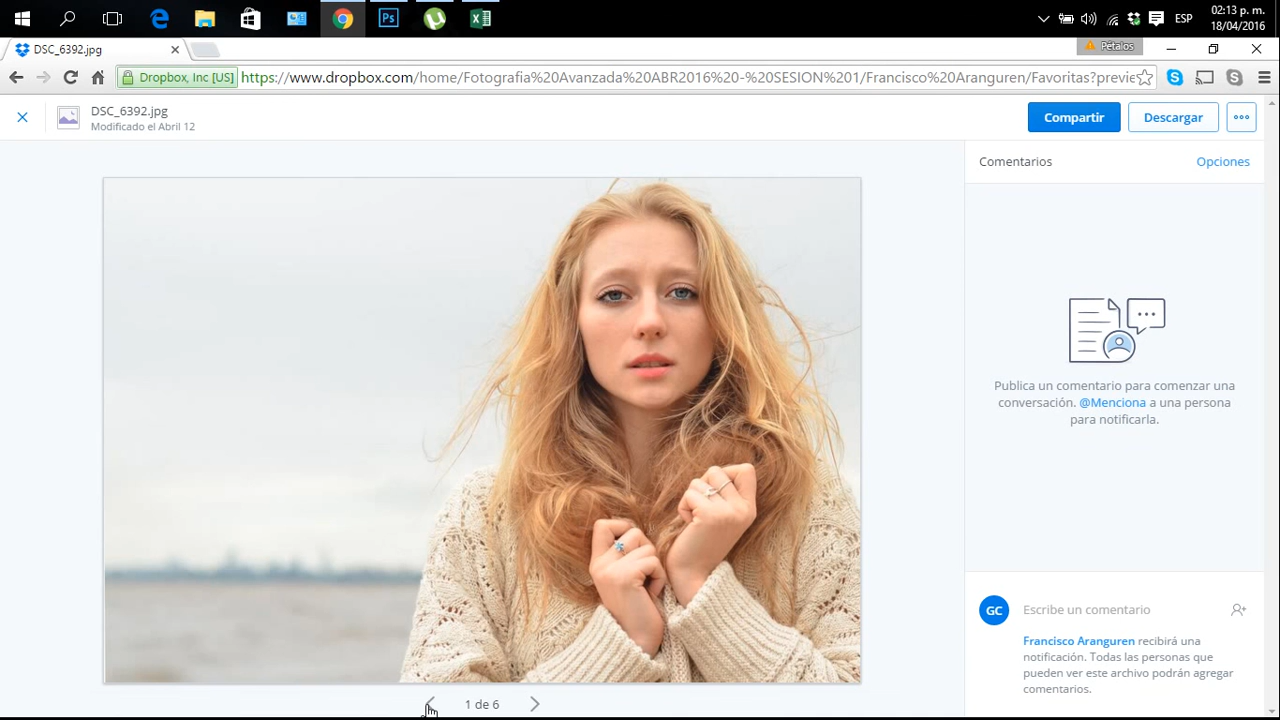 02:13 p. m.
ESP
18/04/2016
DSC_6392.jpg
Pétalos
Dropbox, Inc [US]
https://www.dropbox.com/home/Fotografia%20Avanzada%20ABR2016%20-%20SESION%201/Francisco%20Aranguren/Favoritas?previe
DSC_6392.jpg
Modificado el Abril 12
Compartir
Descargar
Comentarios
Opciones
Publica un comentario para comenzar una
conversación. @Menciona a una persona
para notificarla.
GC
Escribe un comentario
Francisco Aranguren recibirá una
notificación. Todas las personas que
pueden ver este archivo podrán agregar
comentarios.
1 de 6